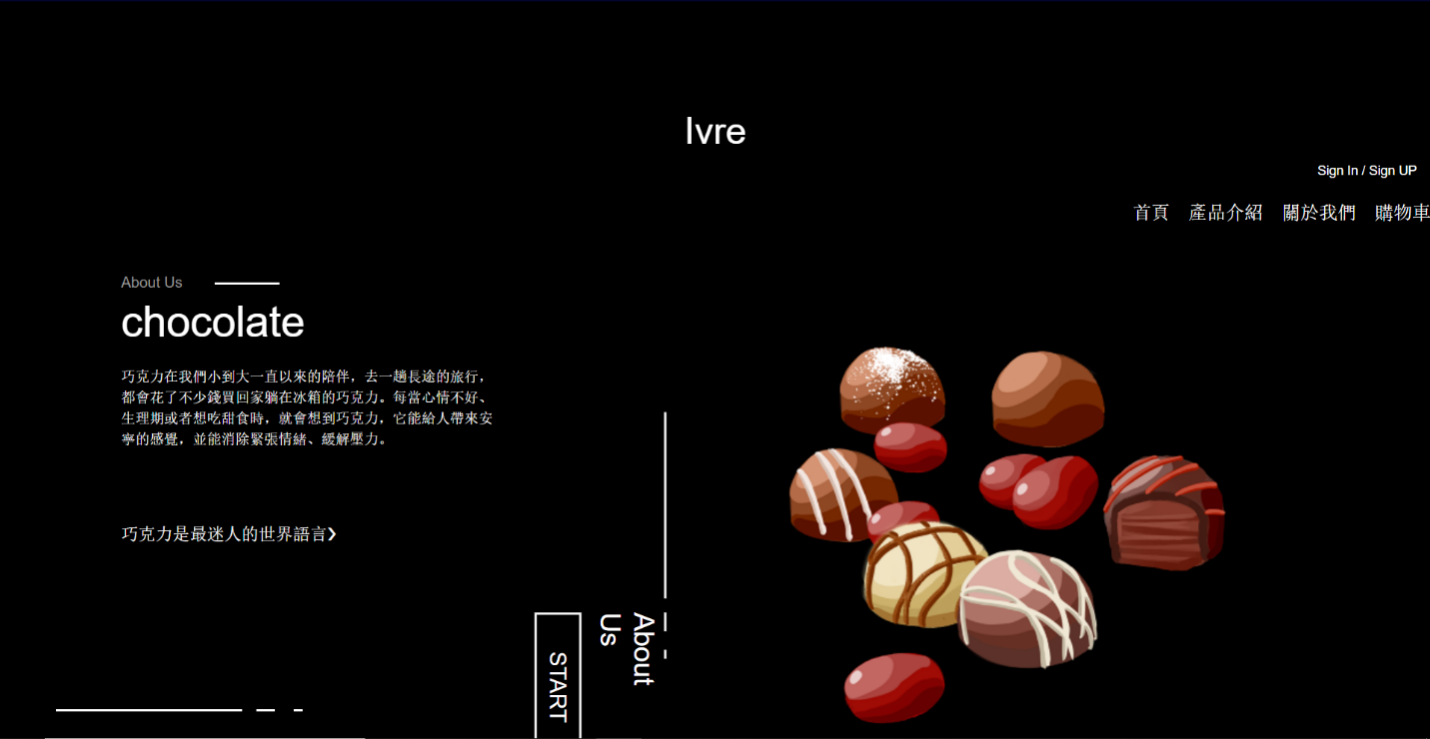 Ivre
Sign In / Sign UP
首頁 產品介紹 關於我們 購物車
About Us
chocolate
巧克力在我們小到大一直以來的陪伴，去一趟長途的旅行，
都會花了不少錢買回家躺在冰箱的巧克力。每當心情不好、
生理期或者想吃甜食時，就會想到巧克力，它能給人帶來安
寧的感覺，並能消除緊張情緒、緩解壓力。
巧克力是最迷人的世界語言❯
About
Us
START